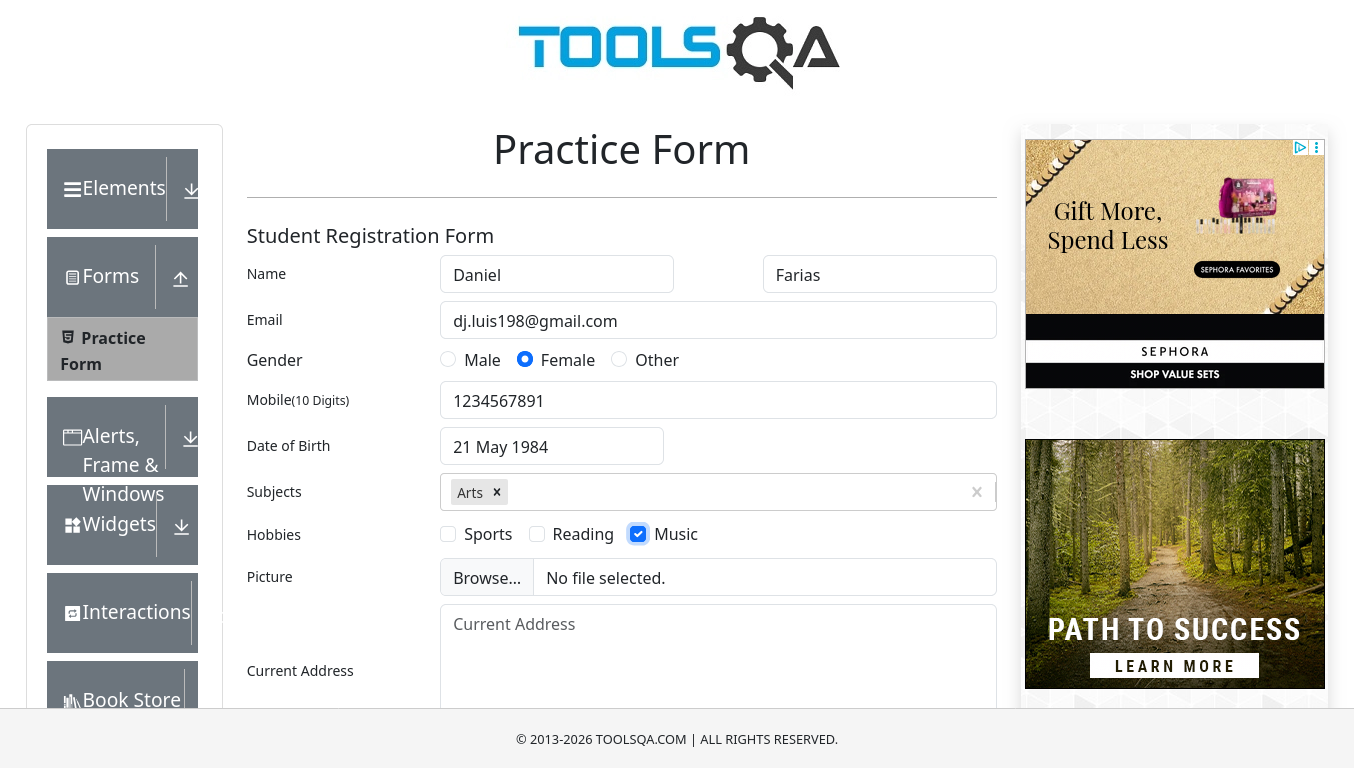 TOOLSQA
Practice Form
Elements
Forms
Practice
Form
Alerts,
Frame &
Windows
Widgets
Interactions
Book Store
Student Registration Form
Name
Daniel
Farias
Email
dj.luis198@gmail.com
Gender
Male
Female
Other
Mobile(10 Digits)
1234567891
Date of Birth
21 May 1984
Subjects
Arts
Hobbies
Sports
Reading
Music
Picture
Browse...
No file selected.
Current Address
Current Address
Gift More,
Spend Less
SEPHORA FAVORITES
SEPHORA
SHOP VALUE SETS
PATH TO SUCCESS
LEARN MORE
© 2013-2026 TOOLSQA.COM | ALL RIGHTS RESERVED.